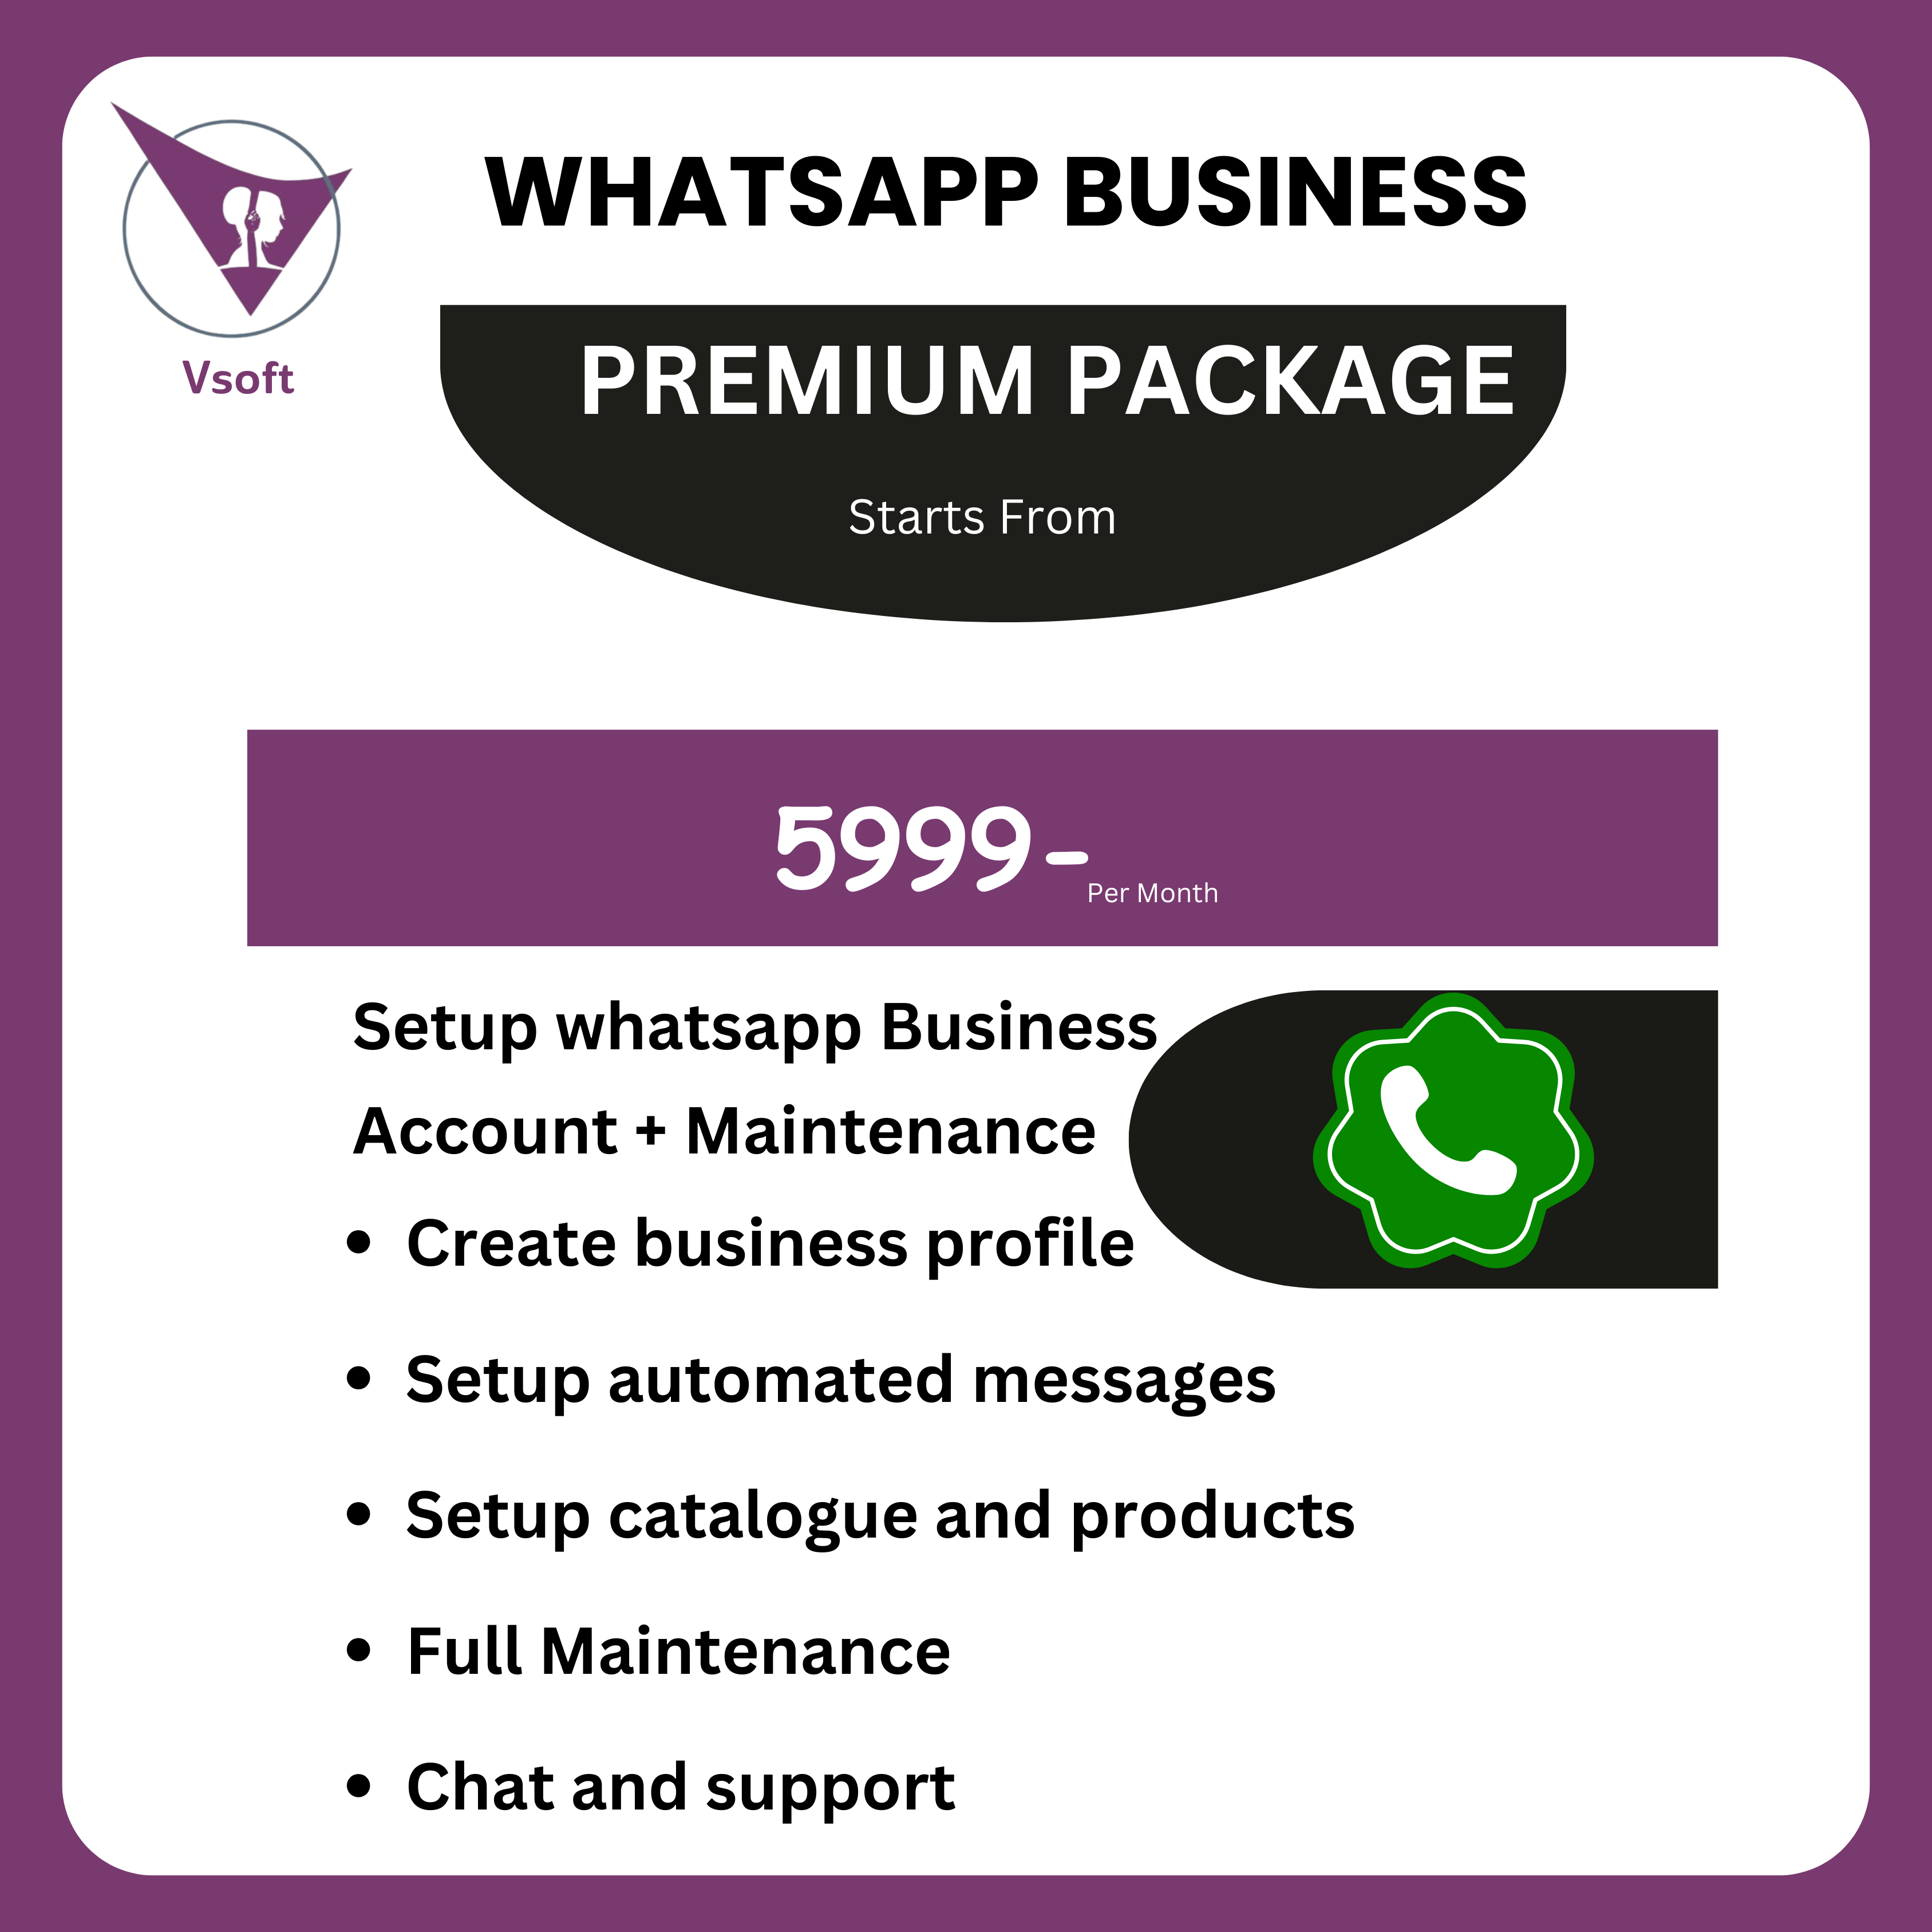 WHATSAPP BUSINESS
Vsoft
PREMIUM PACKAGE
Starts From
5999-
Per Month
Setup whatsapp Business
Account + Maintenance
• Create business profile
• Setup automated messages
• Setup catalogue and products
• Full Maintenance
• Chat and support